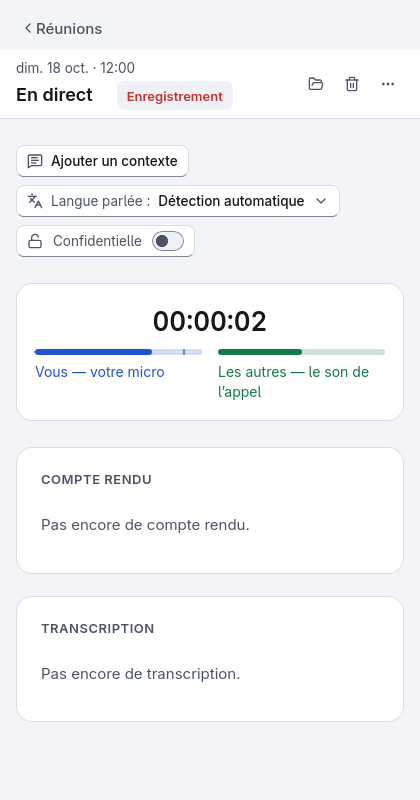 Réunions
dim. 18 oct. · 12:00
En direct
Enregistrement
Ajouter un contexte
Langue parlée : Détection automatique
Confidentielle
00:00:02
Vous — votre micro
Les autres — le son de
l’appel
COMPTE RENDU
Pas encore de compte rendu.
TRANSCRIPTION
Pas encore de transcription.